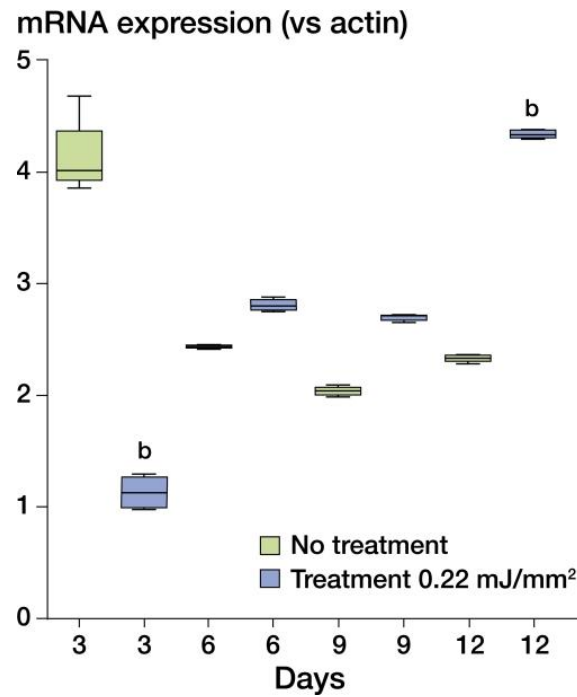 mRNA expression (vs actin)
5
4
3
2
1
0
b
b
No treatment
Treatment 0.22 mJ/mm²
3 3 6 6 9 9 12 12
Days